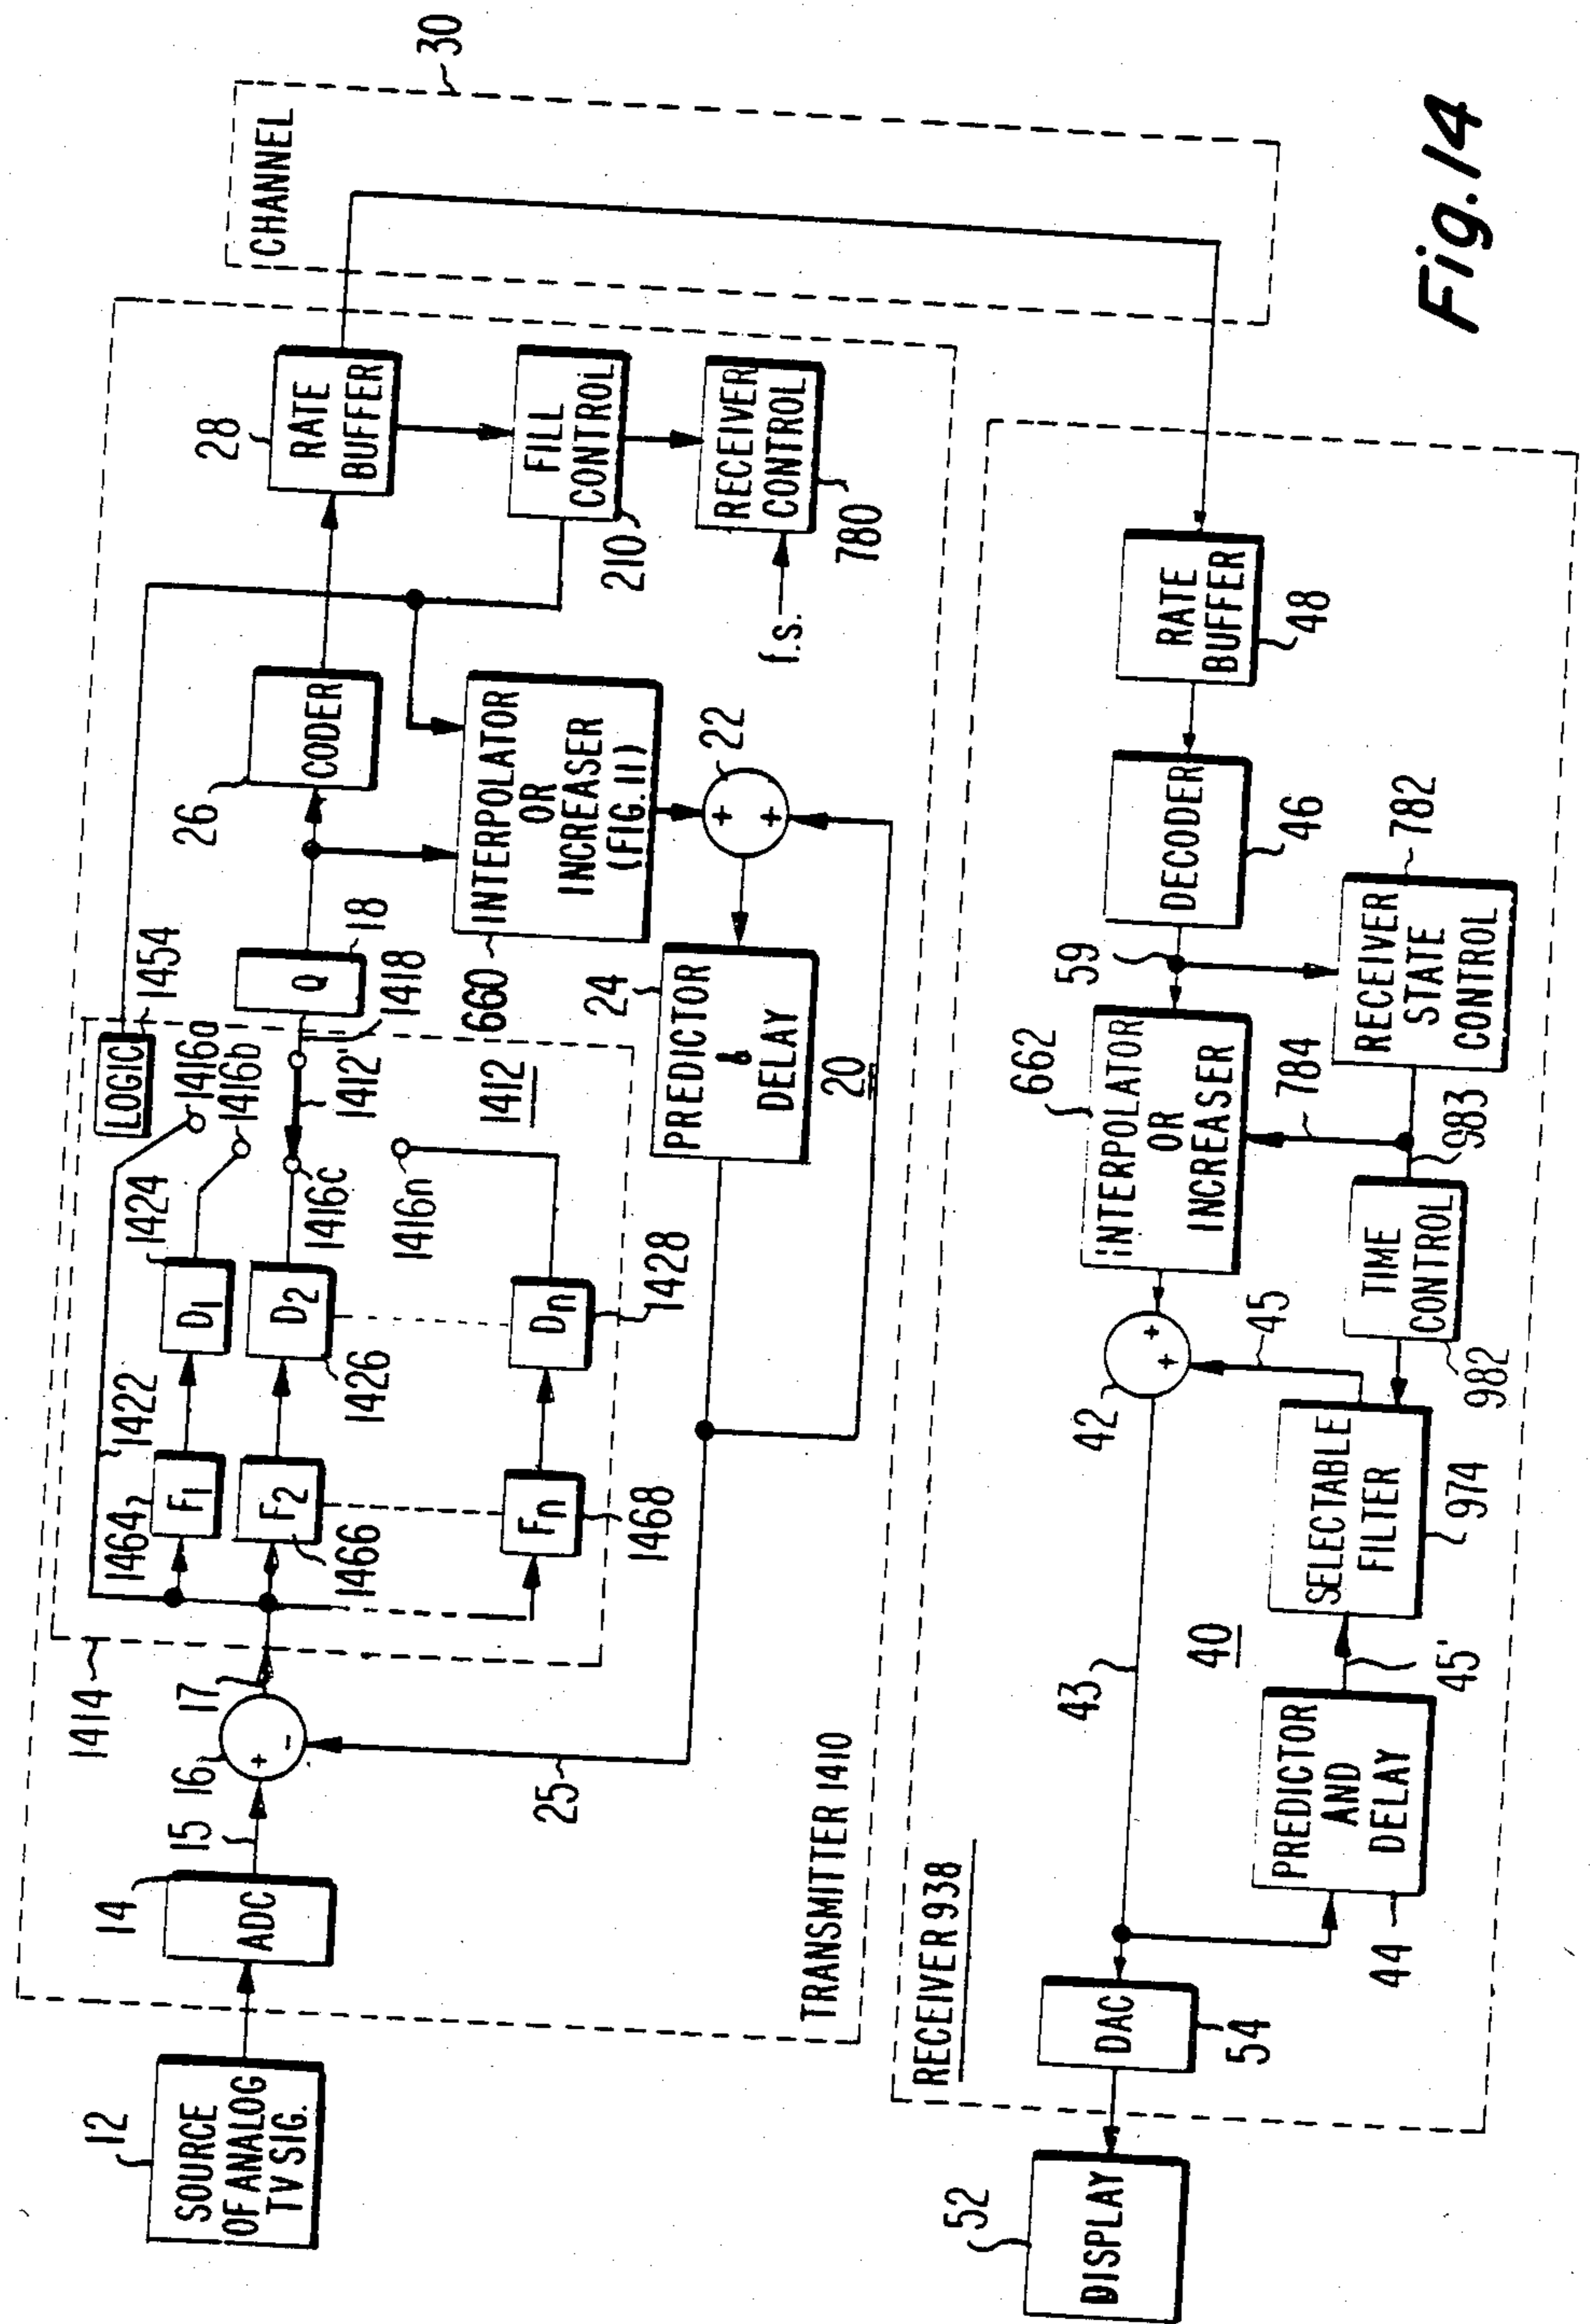 12
SOURCE
OF ANALOG
TV SIG.
14
ADC
15
16
+
-
17
1414
25
TRANSMITTER 1410
1464
F1
1422
1466
F2
Fn
1468
1424
D1
D2
1426
Dn
1428
LOGIC
1454
1416a
1416b
1416c
1412'
1418
1416n
1412
Q
18
26
CODER
28
RATE
BUFFER
FILL
CONTROL
210
RECEIVER
CONTROL
780
f.s.
660
INTERPOLATOR
OR
INCREASER
(FIG. 11)
22
+
+
24
PREDICTOR
&
DELAY
20
CHANNEL
30
RECEIVER 938
52
DISPLAY
DAC
54
43
40
44
PREDICTOR
AND
DELAY
45'
SELECTABLE
FILTER
974
42
+
+
45
662
INTERPOLATOR
OR
INCREASER
784
59
DECODER
46
RATE
BUFFER
48
RECEIVER
STATE
CONTROL
782
983
TIME
CONTROL
982
Fig. 14